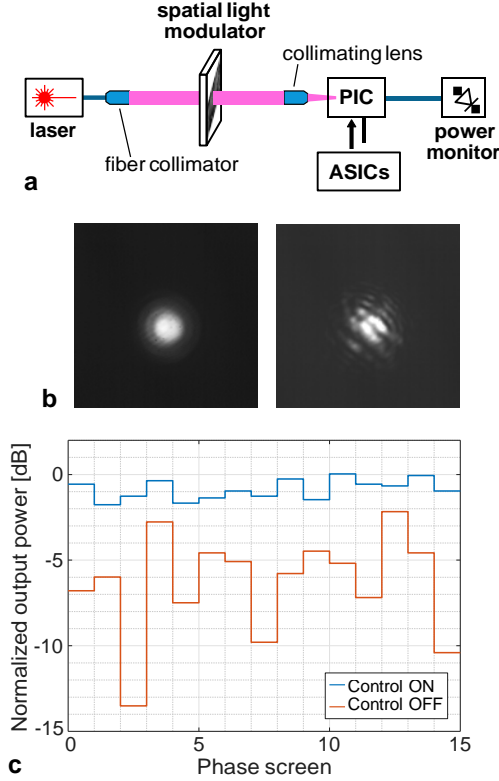 spatial light
modulator
collimating lens
PIC
laser
power
monitor
fiber collimator
ASICs
a
b
Normalized output power [dB]
0
-5
-10
-15
Control ON
Control OFF
0
5
10
15
Phase screen
c